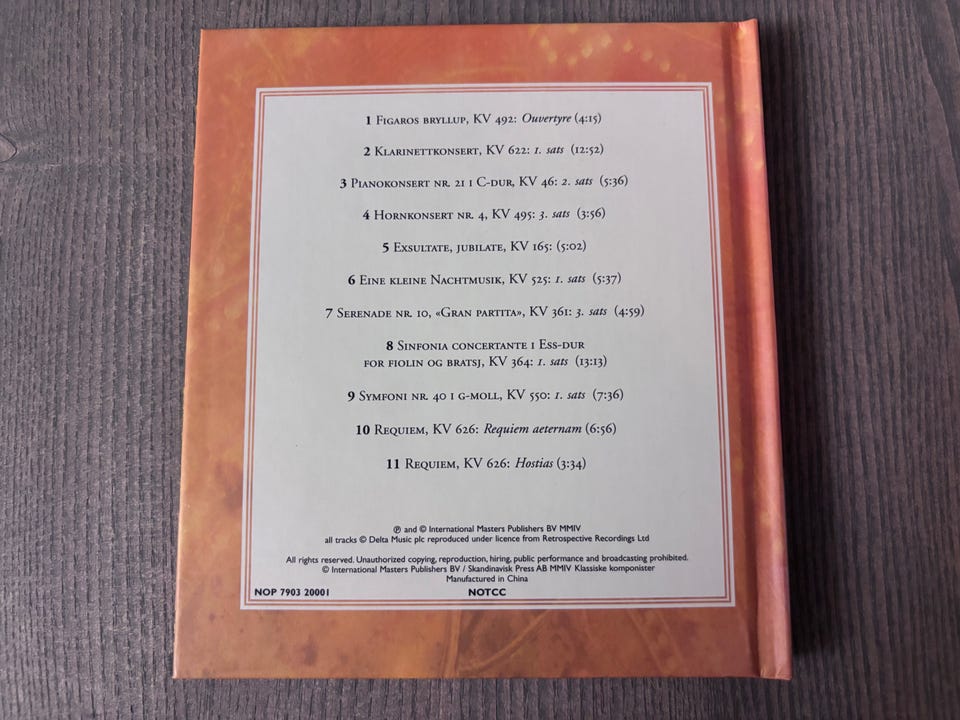 1 Figaros bryllup, KV 492: Ouvertyre (4:15)
2 Klarinettkonsert, KV 622: 1. sats (12:52)
3 Pianokonsert nr. 21 i C-dur, KV 46: 2. sats (5:36)
4 Hornkonsert nr. 4, KV 495: 3. sats (3:56)
5 Exsultate, jubilate, KV 165: (5:02)
6 Eine kleine Nachtmusik, KV 525: 1. sats (5:37)
7 Serenade nr. 10, «Gran partita», KV 361: 3. sats (4:59)
8 Sinfonia concertante i Ess-dur
for fiolin og bratsj, KV 364: 1. sats (13:13)
9 Symfoni nr. 40 i g-moll, KV 550: 1. sats (7:36)
10 Requiem, KV 626: Requiem aeternam (6:56)
11 Requiem, KV 626: Hostias (3:34)
℗ and © International Masters Publishers BV MMIV
all tracks © Delta Music plc reproduced under licence from Retrospective Recordings Ltd
All rights reserved. Unauthorized copying, reproduction, hiring, public performance and broadcasting prohibited.
© International Masters Publishers BV / Skandinavisk Press AB MMIV Klassiske komponister
Manufactured in China
NOP 7903 20001 NOTCC